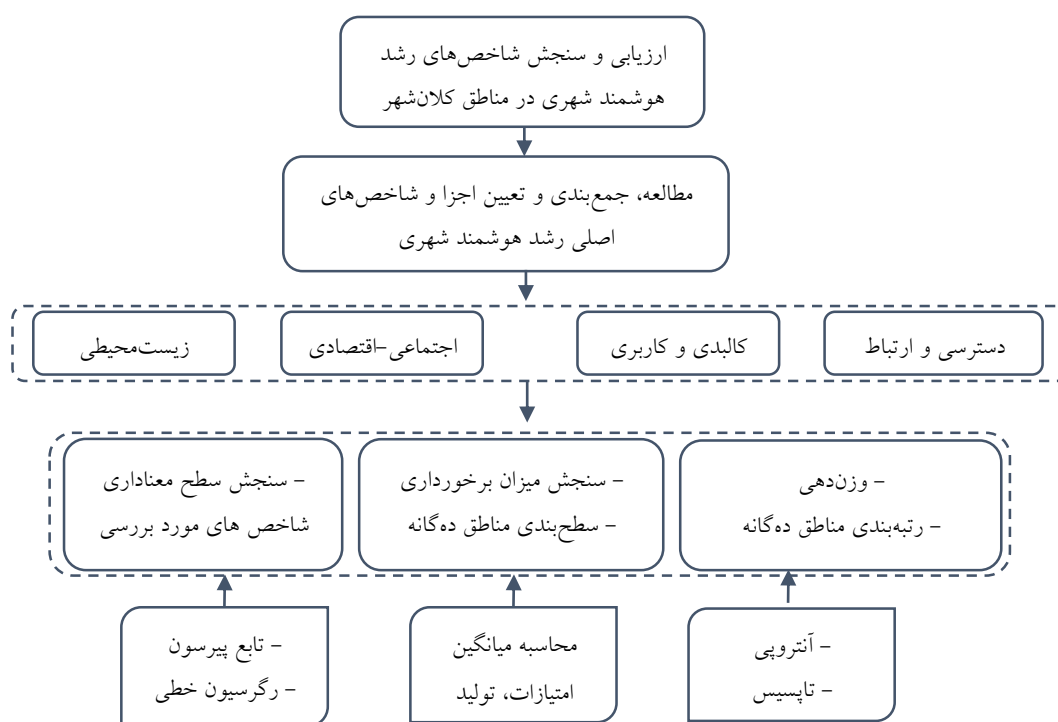 ارزیابی و سنجش شاخص‌های رشد
هوشمند شهری در مناطق کلان‌شهر
مطالعه، جمع‌بندی و تعیین اجزا و شاخص‌های
اصلی رشد هوشمند شهری
دسترسی و ارتباط
کالبدی و کاربری
اجتماعی-اقتصادی
زیست‌محیطی
- وزن‌دهی
- رتبه‌بندی مناطق ده‌گانه
- سنجش میزان برخورداری
- سطح‌بندی مناطق ده‌گانه
- سنجش سطح معناداری
شاخص های مورد بررسی
- آنتروپی
- تاپسیس
محاسبه میانگین
امتیازات، تولید
- تابع پیرسون
- رگرسیون خطی